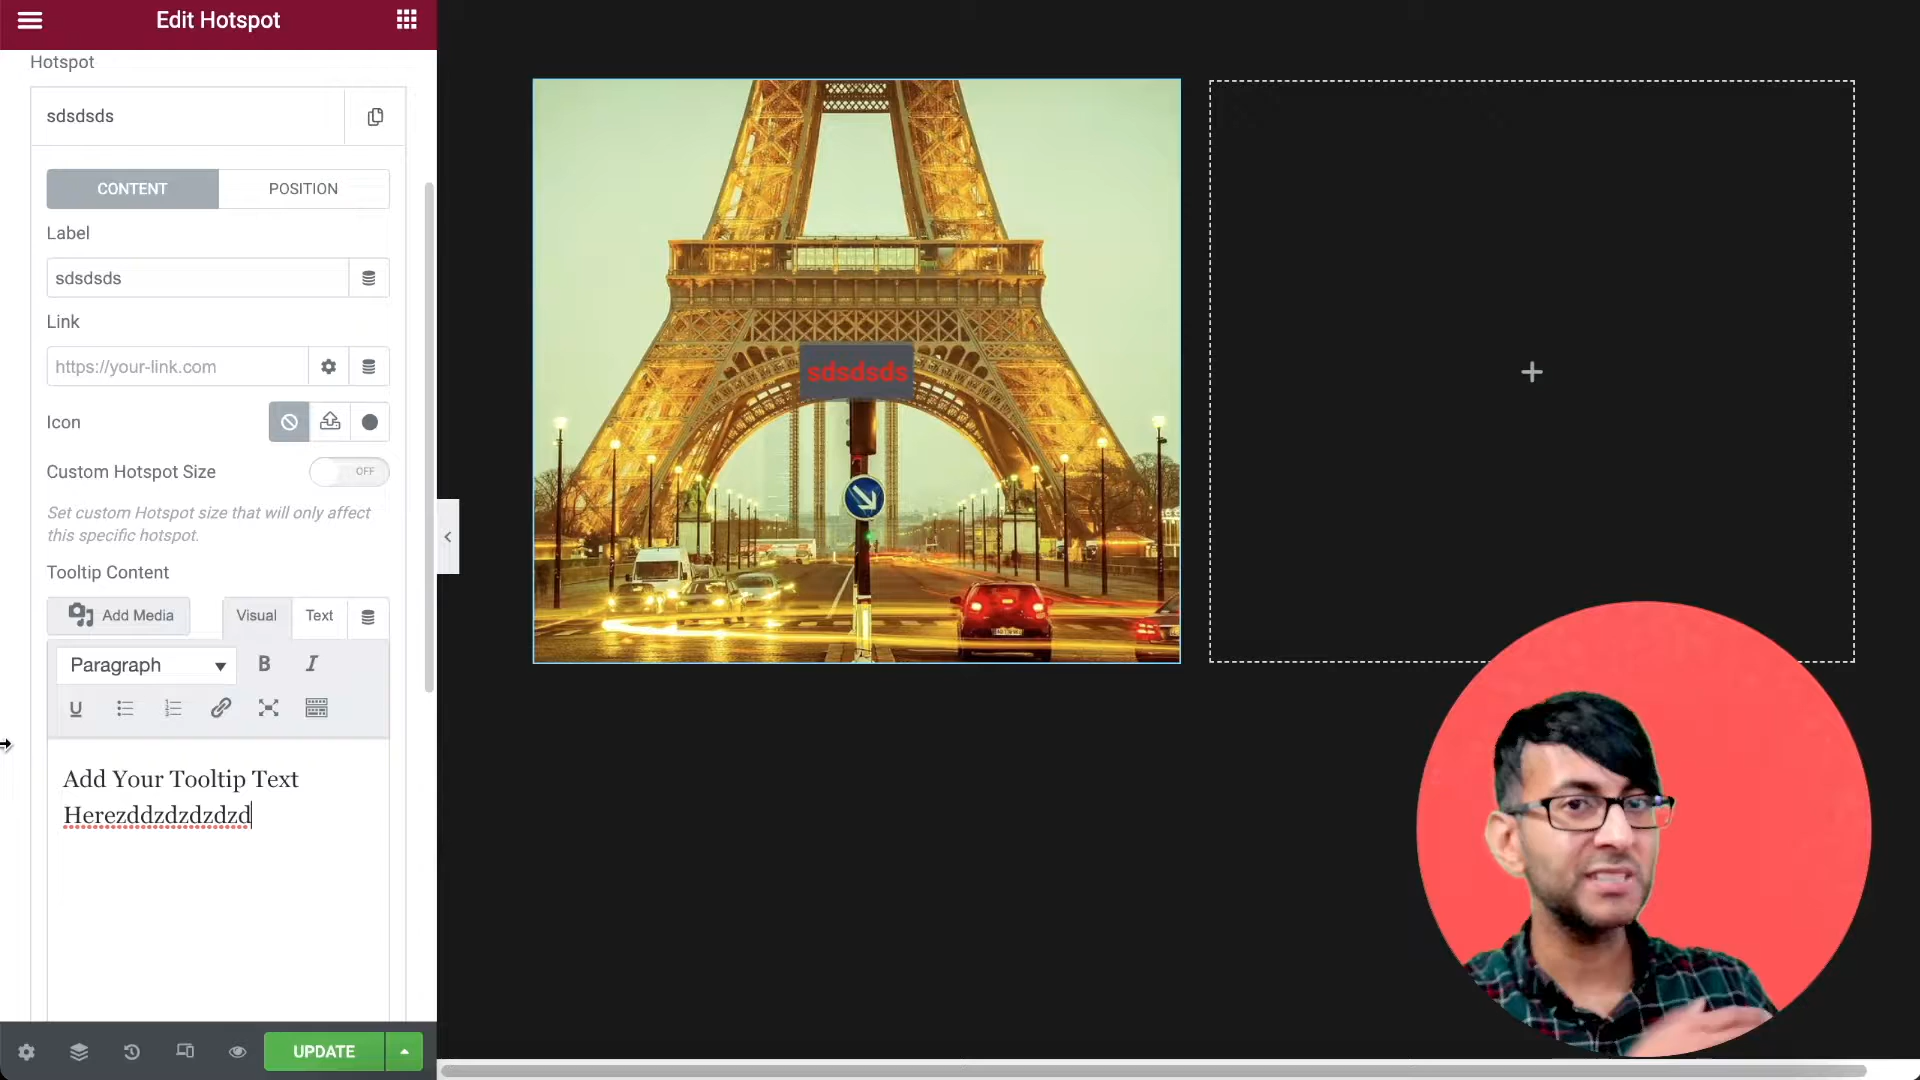 Edit Hotspot
Hotspot
sdsdsds
CONTENT
POSITION
Label
sdsdsds
Link
https://your-link.com
Icon
Custom Hotspot Size
OFF
Set custom Hotspot size that will only affect
this specific hotspot.
Tooltip Content
Add Media
Visual
Text
Paragraph
B
I
U
Add Your Tooltip Text
Herezddzdzdzdzd
UPDATE
sdsdsds